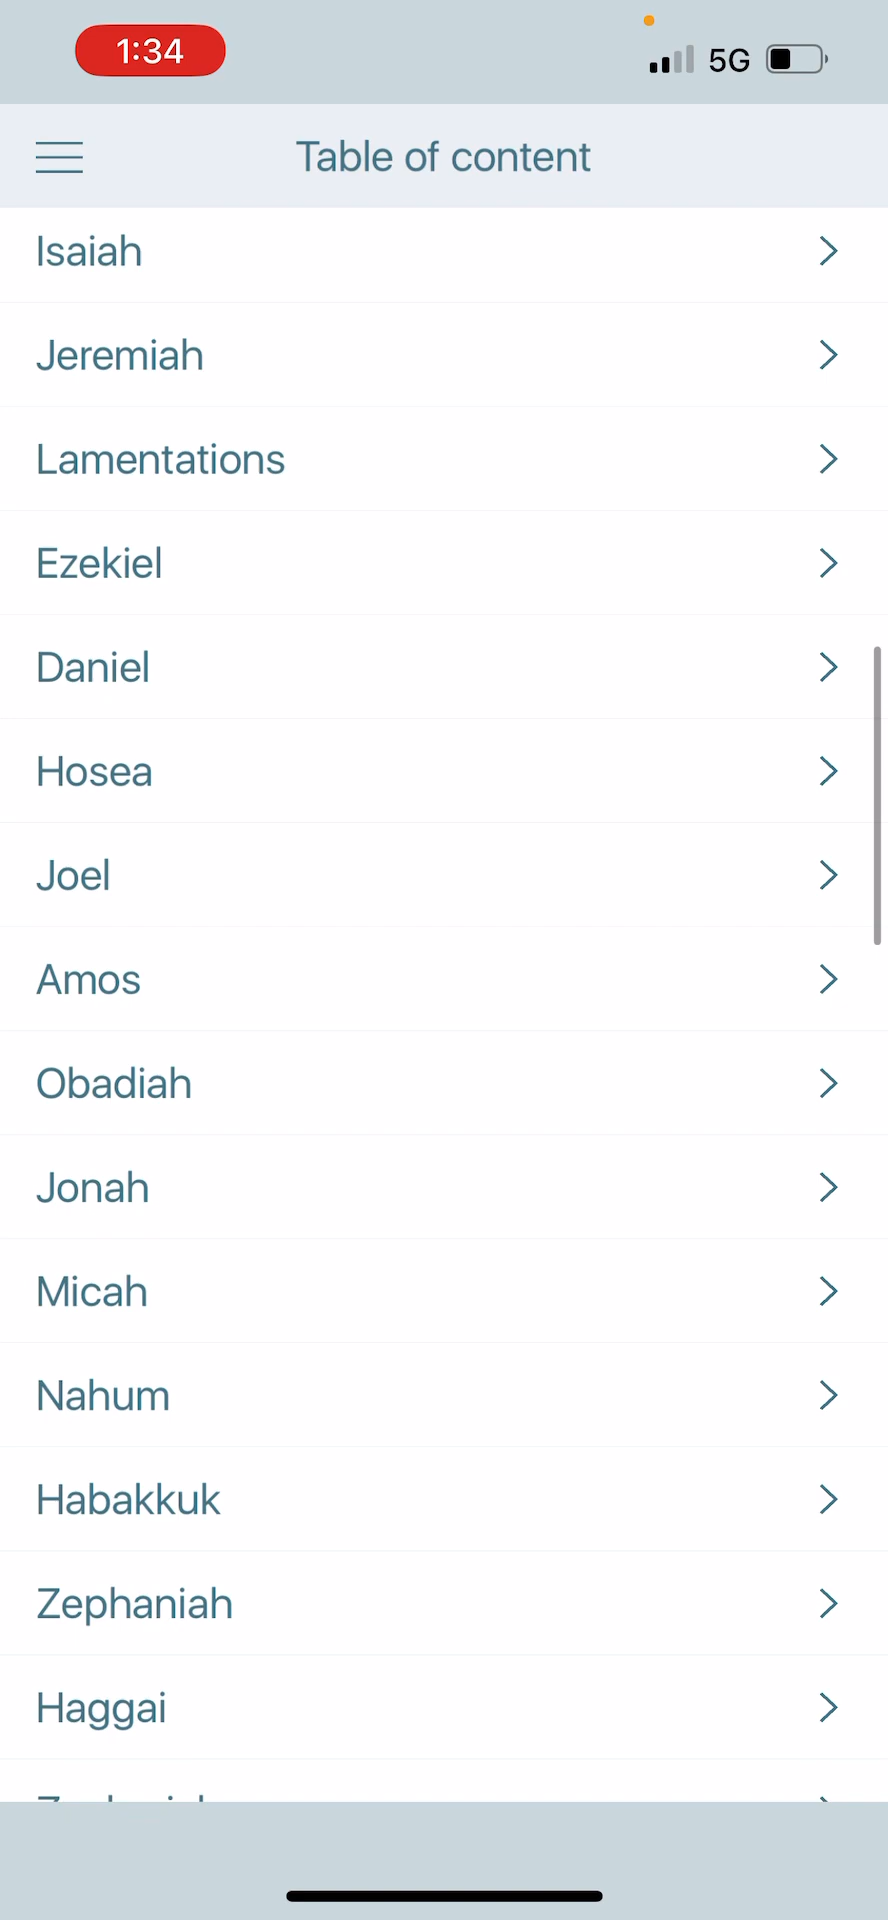 1:34
5G
Table of content
Isaiah
Jeremiah
Lamentations
Ezekiel
Daniel
Hosea
Joel
Amos
Obadiah
Jonah
Micah
Nahum
Habakkuk
Zephaniah
Haggai